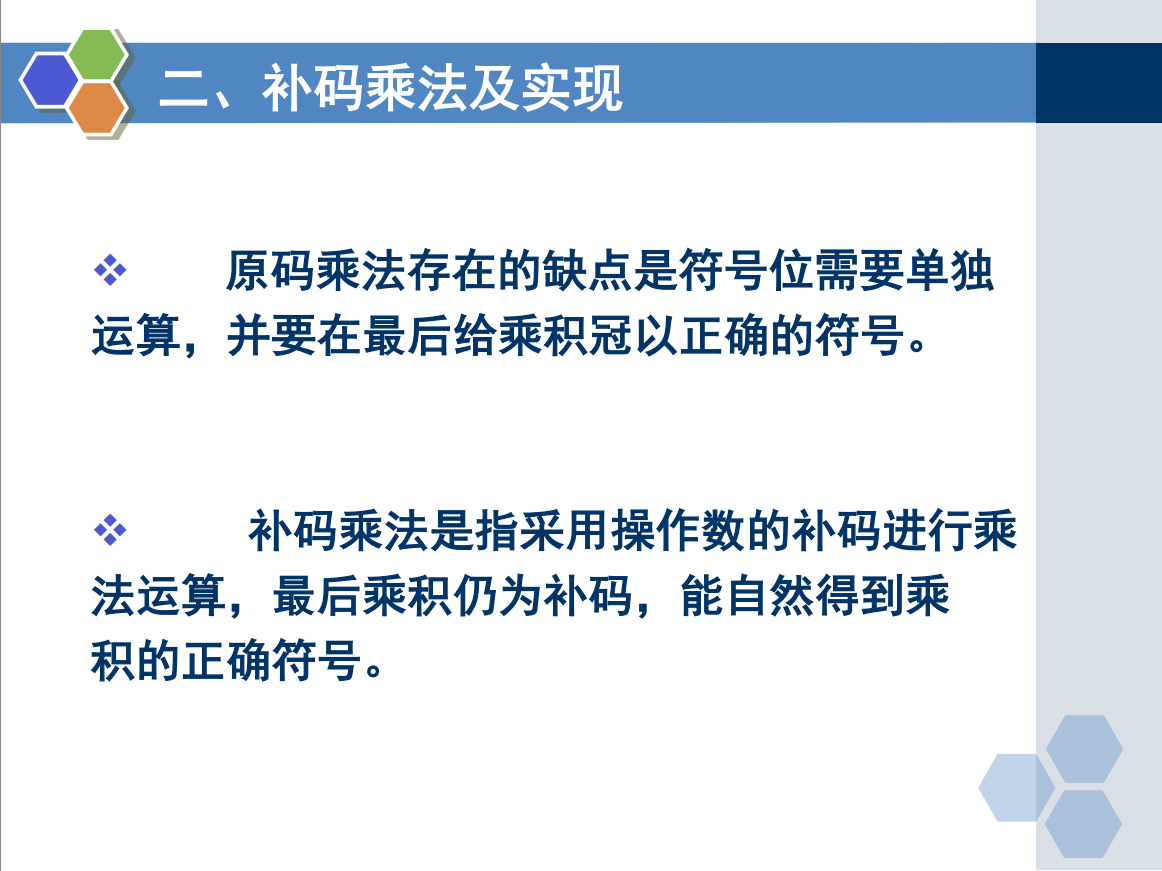 二、补码乘法及实现
原码乘法存在的缺点是符号位需要单独
运算，并要在最后给乘积冠以正确的符号。
补码乘法是指采用操作数的补码进行乘
法运算，最后乘积仍为补码，能自然得到乘
积的正确符号。